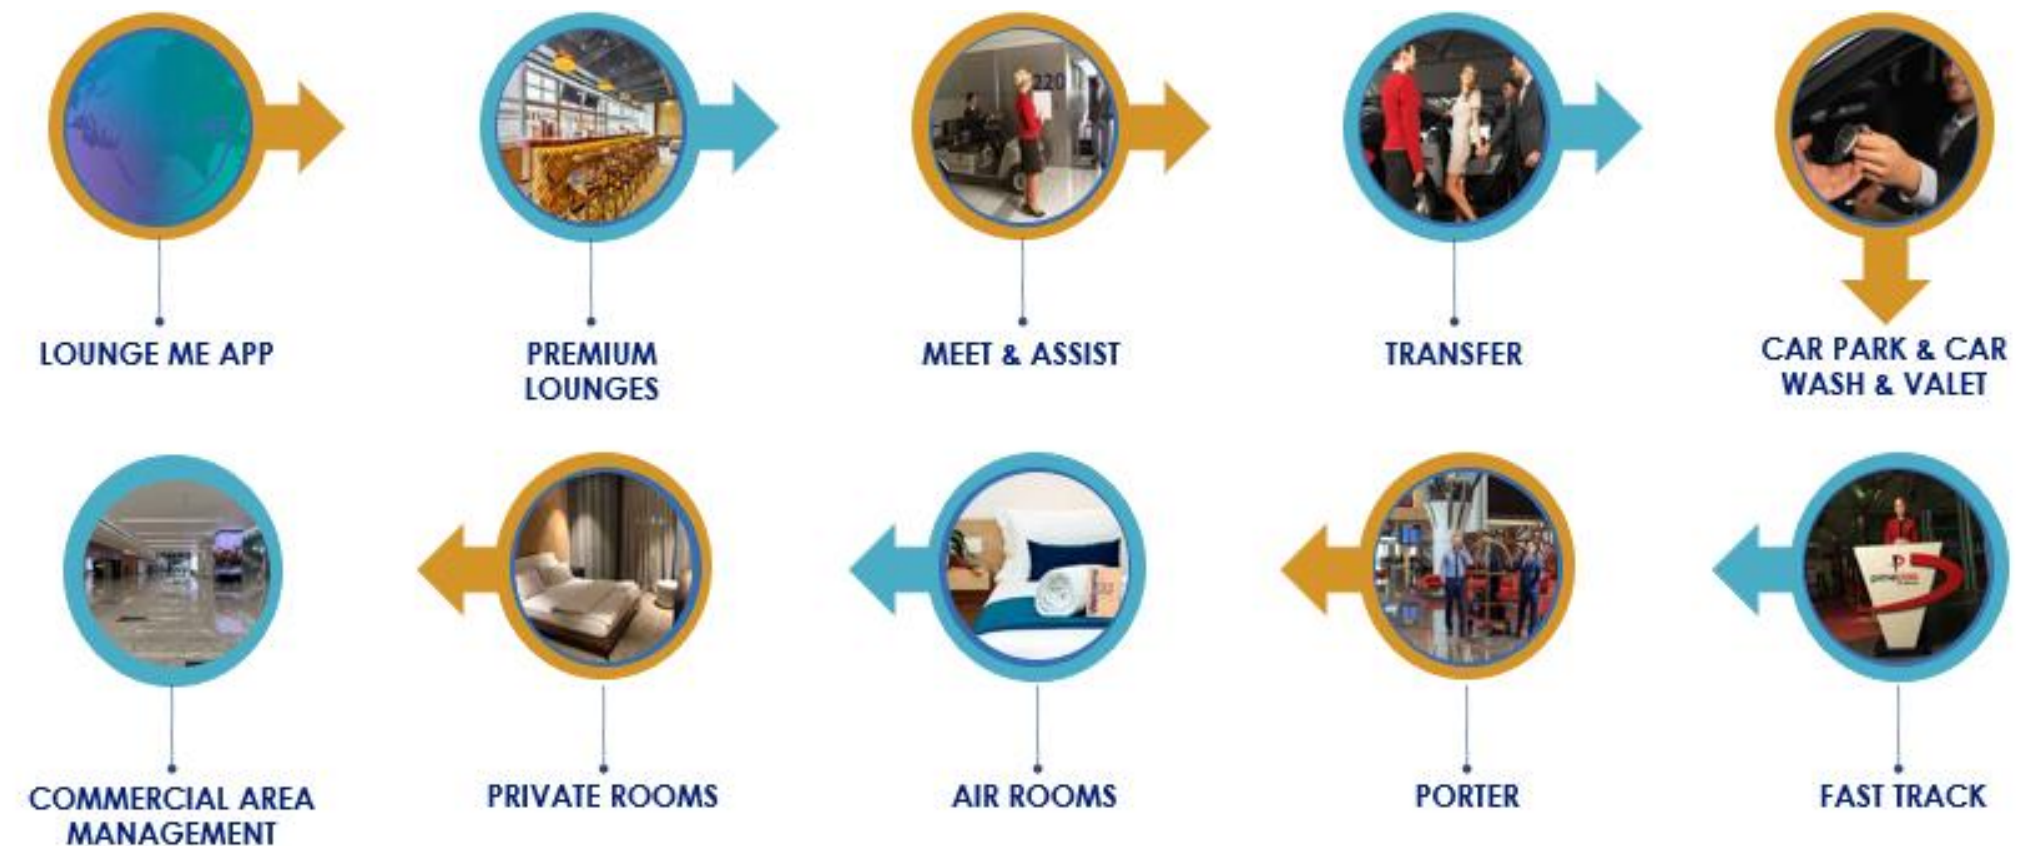 220
LOUNGE ME APP
PREMIUM
LOUNGES
MEET & ASSIST
TRANSFER
CAR PARK & CAR
WASH & VALET
COMMERCIAL AREA
MANAGEMENT
PRIVATE ROOMS
AIR ROOMS
PORTER
FAST TRACK